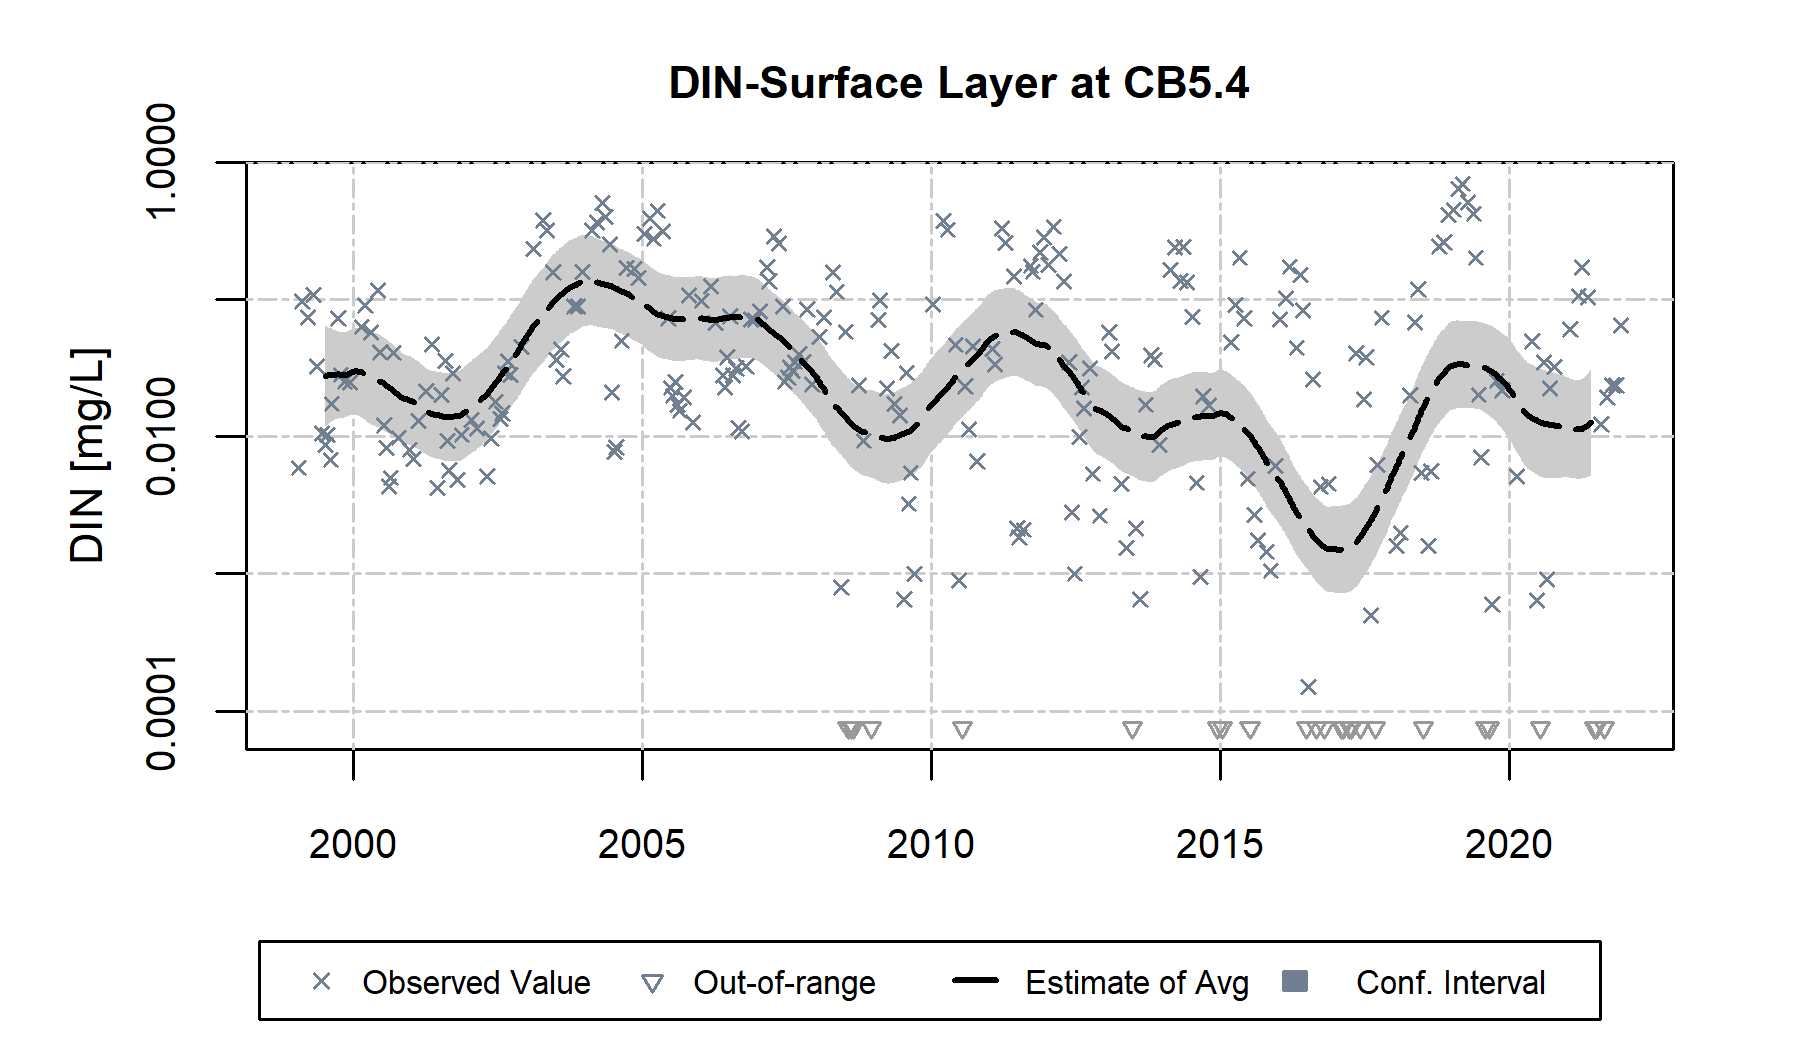 DIN-Surface Layer at CB5.4
DIN [mg/L]
1.0000
0.0100
0.0001
2000 2005 2010 2015 2020
Observed Value Out-of-range Estimate of Avg Conf. Interval